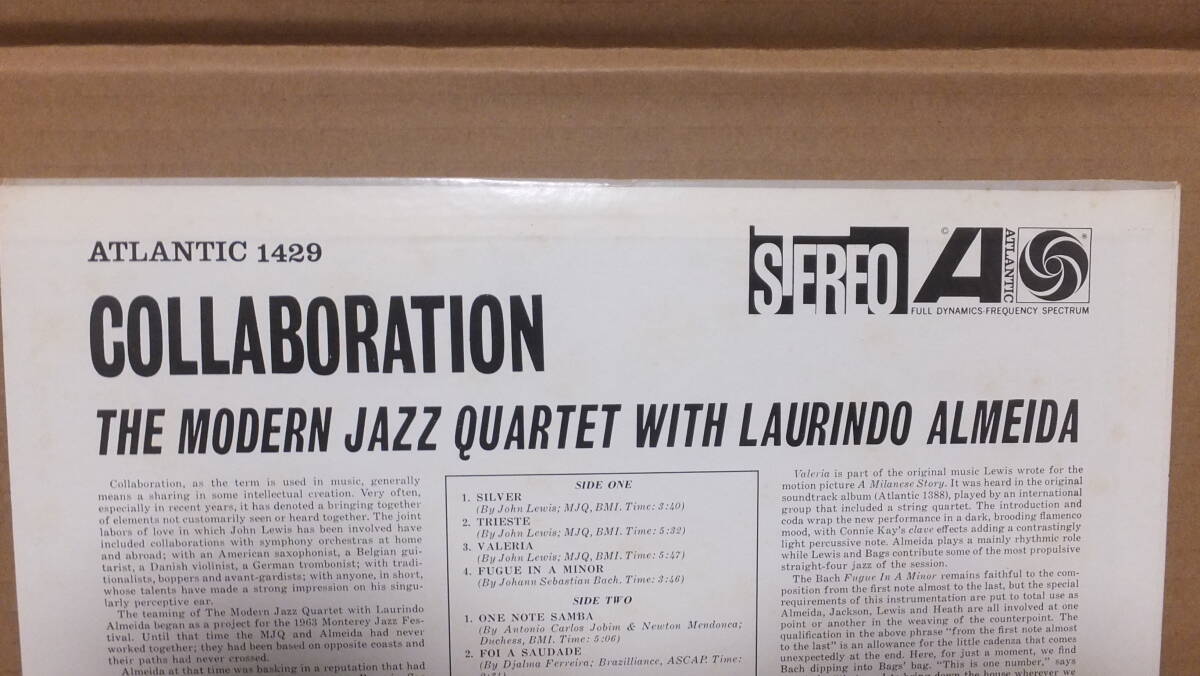 ATLANTIC 1429
STEREO
©
A
ATLANTIC
®
FULL DYNAMICS-FREQUENCY SPECTRUM
COLLABORATION
THE MODERN JAZZ QUARTET WITH LAURINDO ALMEIDA
Collaboration, as the term is used in music, generally
means a sharing in some intellectual creation. Very often,
especially in recent years, it has denoted a bringing together
of elements not customarily seen or heard together. The joint
labors of love in which John Lewis has been involved have
included collaborations with symphony orchestras at home
and abroad; with an American saxophonist, a Belgian gui-
tarist, a Danish violinist, a German trombonist; with tradi-
tionalists, boppers and avant-gardists; with anyone, in short,
whose talents have made a strong impression on his singu-
larly perceptive ear.
The teaming of The Modern Jazz Quartet with Laurindo
Almeida began as a project for the 1963 Monterey Jazz Fes-
tival. Until that time the MJQ and Almeida had never
worked together; they had been based on opposite coasts and
their paths had never crossed.
Almeida at that time was basking in a reputation that had
SIDE ONE
1. SILVER
(By John Lewis; MJQ, BMI. Time: 3:40)
2. TRIESTE
(By John Lewis; MJQ, BMI. Time: 5:32)
3. VALERIA
(By John Lewis; MJQ, BMI. Time: 5:47)
4. FUGUE IN A MINOR
(By Johann Sebastian Bach. Time: 3:46)
SIDE TWO
1. ONE NOTE SAMBA
(By Antonio Carlos Jobim & Newton Mendonca;
Duchess, BMI. Time: 5:06)
2. FOI A SAUDADE
(By Djalma Ferreira; Brazilliance, ASCAP. Time:
Valeria is part of the original music Lewis wrote for the
motion picture A Milanese Story. It was heard in the original
soundtrack album (Atlantic 1388), played by an international
group that included a string quartet. The introduction and
coda wrap the new performance in a dark, brooding flamenco
mood, with Connie Kay's clave effects adding a contrastingly
light percussive note. Almeida plays a mainly rhythmic role
while Lewis and Bags contribute some of the most propulsive
straight-four jazz of the session.
The Bach Fugue In A Minor remains faithful to the com-
position from the first note almost to the last, but the special
requirements of this instrumentation are put to total use as
Almeida, Jackson, Lewis and Heath are all involved at one
point or another in the weaving of the counterpoint. The
qualification in the above phrase "from the first note almost
to the last" is an allowance for the little cadenza that comes
unexpectedly at the end. Here, for just a moment, we find
Bach dipping into Bags' bag. "This is one number," says